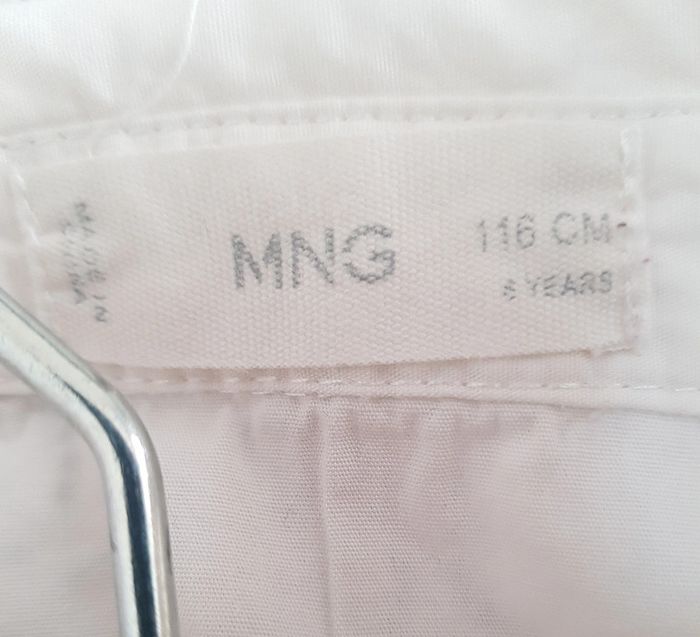 MADE IN
CHINA
MNG
116 CM
6 YEARS